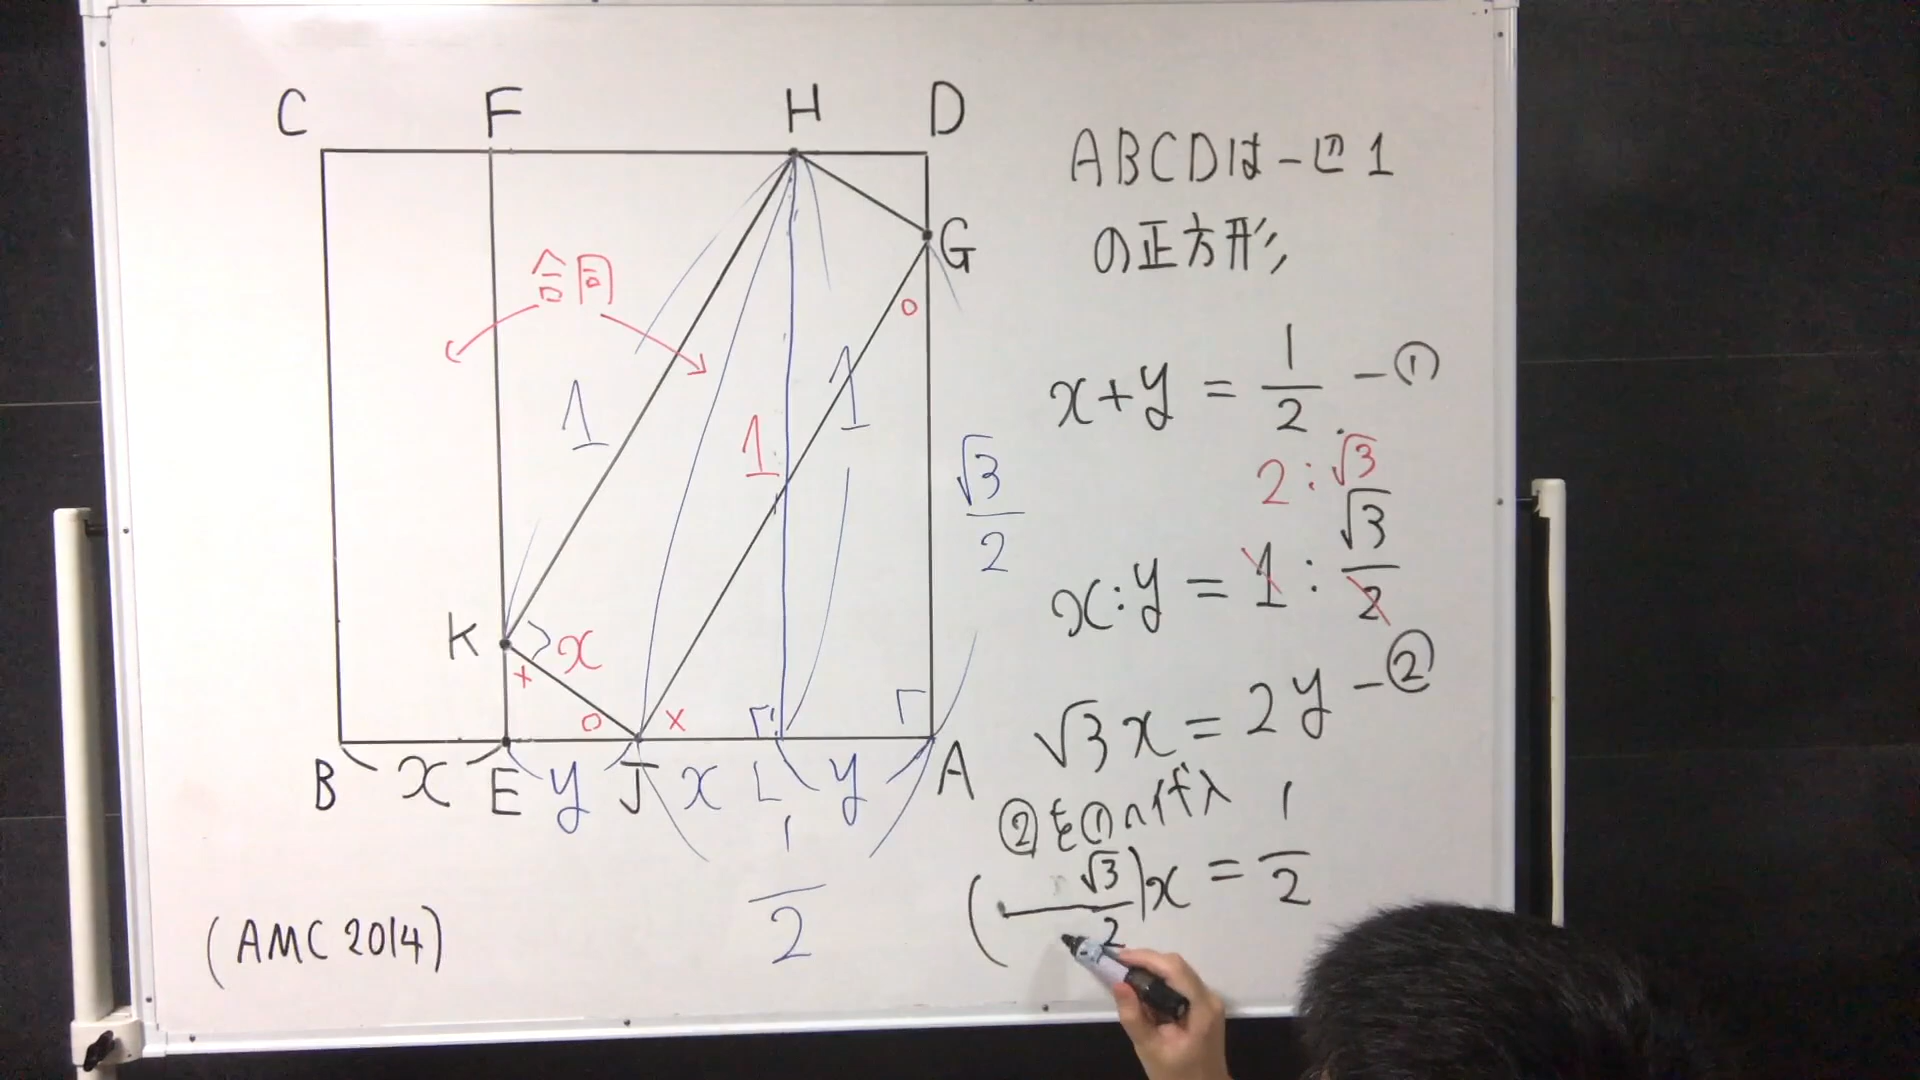 C F H D
ABCDは一辺1
の正方形
G
合同
o
x+y = 1/2 -①
1
1
1
√3/2
2:√3
x:y = 1 : √3/2
K
x
x
o
x
√3x = 2y -②
B x E y J x L y A
②を①へ代入
1/2
(√3/2)x = 1/2
(AMC 2014)